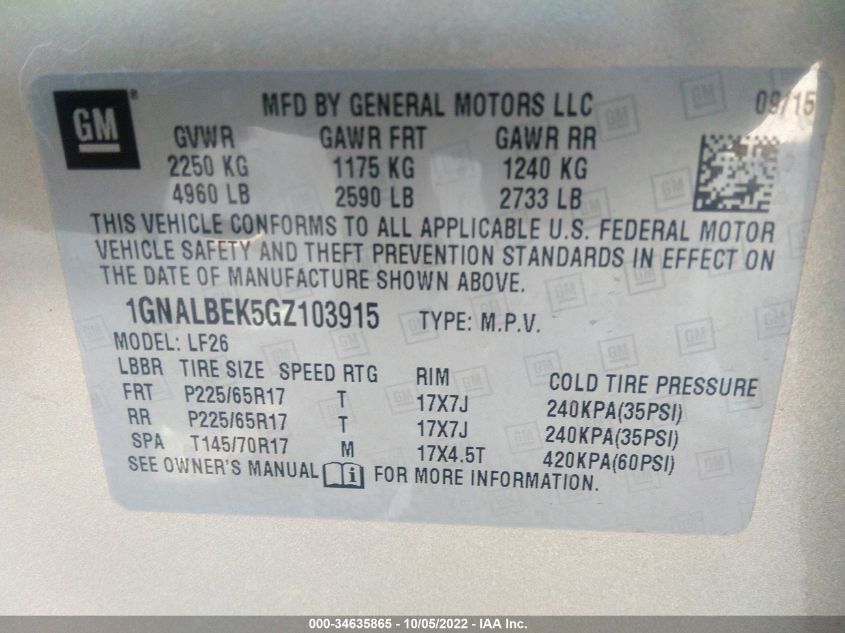 GM ®
MFD BY GENERAL MOTORS LLC 09/15
GVWR GAWR FRT GAWR RR
2250 KG 1175 KG 1240 KG
4960 LB 2590 LB 2733 LB
THIS VEHICLE CONFORMS TO ALL APPLICABLE U.S. FEDERAL MOTOR
VEHICLE SAFETY AND THEFT PREVENTION STANDARDS IN EFFECT ON
THE DATE OF MANUFACTURE SHOWN ABOVE.
1GNALBEK5GZ103915 TYPE: M.P.V.
MODEL: LF26
LBBR TIRE SIZE SPEED RTG RIM COLD TIRE PRESSURE
FRT P225/65R17 T 17X7J 240KPA(35PSI)
RR P225/65R17 T 17X7J 240KPA(35PSI)
SPA T145/70R17 M 17X4.5T 420KPA(60PSI)
SEE OWNER'S MANUAL FOR MORE INFORMATION.
000-34635865 - 10/05/2022 - IAA Inc.